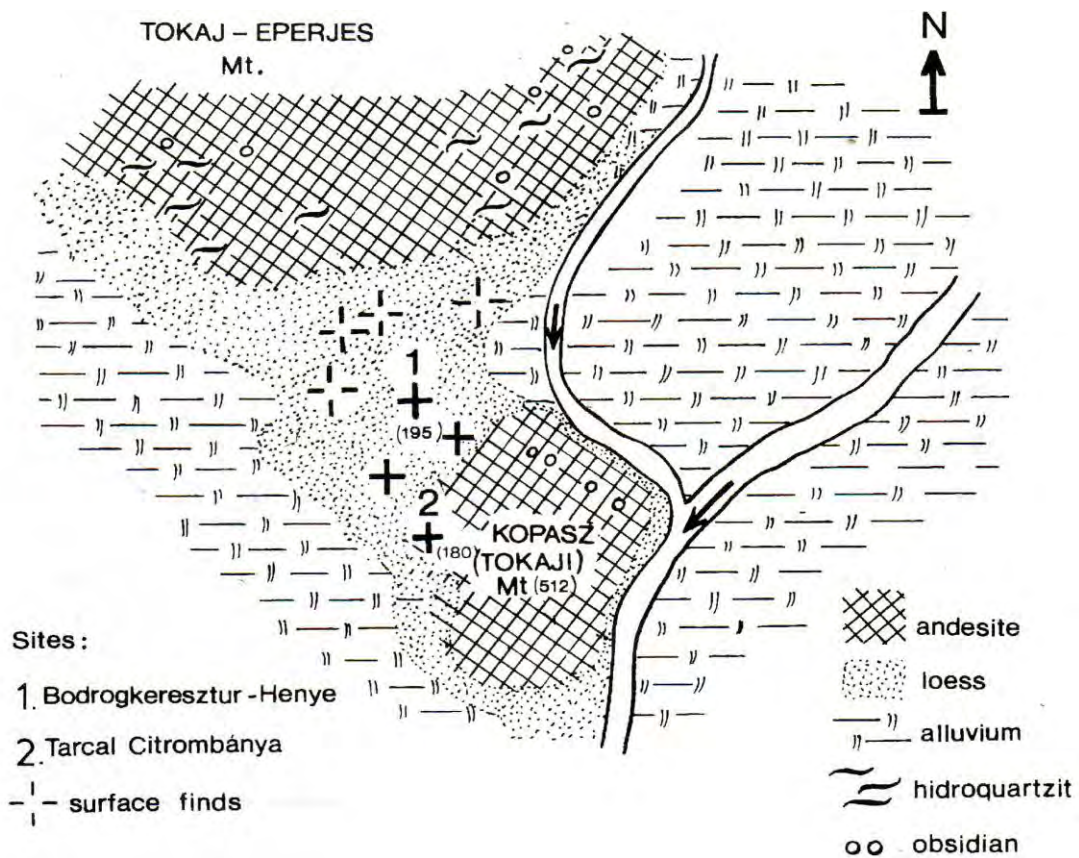 TOKAJ – EPERJES
Mt.
N
1
(195)
2
(180)
KOPASZ
(TOKAJI)
Mt (512)
Sites:
1. Bodrogkeresztur-Henye
2. Tarcal Citrombánya
surface finds
andesite
loess
alluvium
hidroquartzit
obsidian